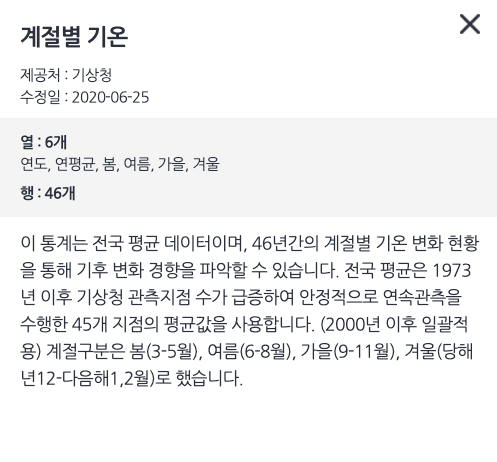 계절별 기온
제공처 : 기상청
수정일 : 2020-06-25
열 : 6개
연도, 연평균, 봄, 여름, 가을, 겨울
행 : 46개
이 통계는 전국 평균 데이터이며, 46년간의 계절별 기온 변화 현황
을 통해 기후 변화 경향을 파악할 수 있습니다. 전국 평균은 1973
년 이후 기상청 관측지점 수가 급증하여 안정적으로 연속관측을
수행한 45개 지점의 평균값을 사용합니다. (2000년 이후 일괄적
용) 계절구분은 봄(3-5월), 여름(6-8월), 가을(9-11월), 겨울(당해
년12-다음해1,2월)로 했습니다.